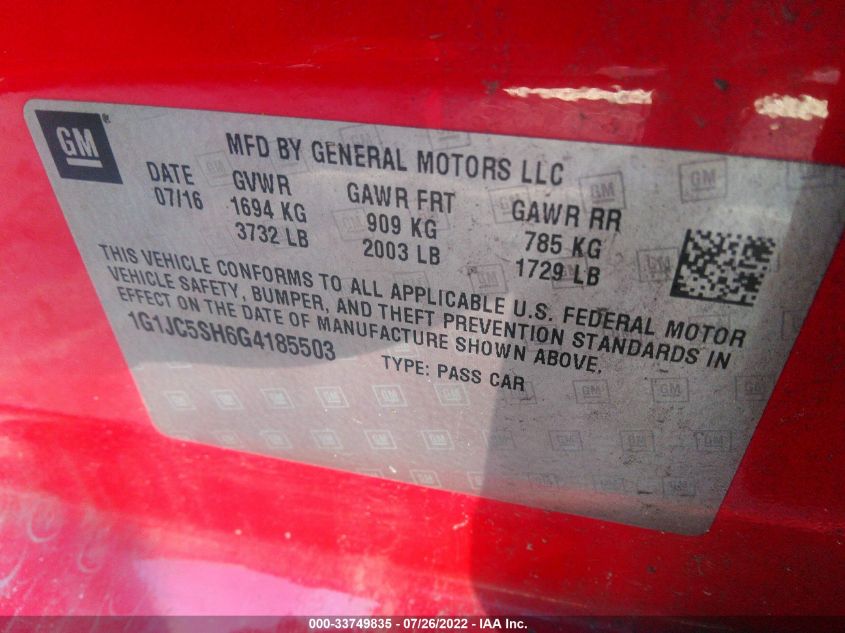 GM
MFD BY GENERAL MOTORS LLC
DATE GVWR GAWR FRT GAWR RR
07/16 1694 KG 909 KG 785 KG
3732 LB 2003 LB 1729 LB
THIS VEHICLE CONFORMS TO ALL APPLICABLE U.S. FEDERAL MOTOR
VEHICLE SAFETY, BUMPER, AND THEFT PREVENTION STANDARDS IN
EFFECT ON THE DATE OF MANUFACTURE SHOWN ABOVE.
1G1JC5SH6G4185503 TYPE: PASS CAR
000-33749835 - 07/26/2022 - IAA Inc.